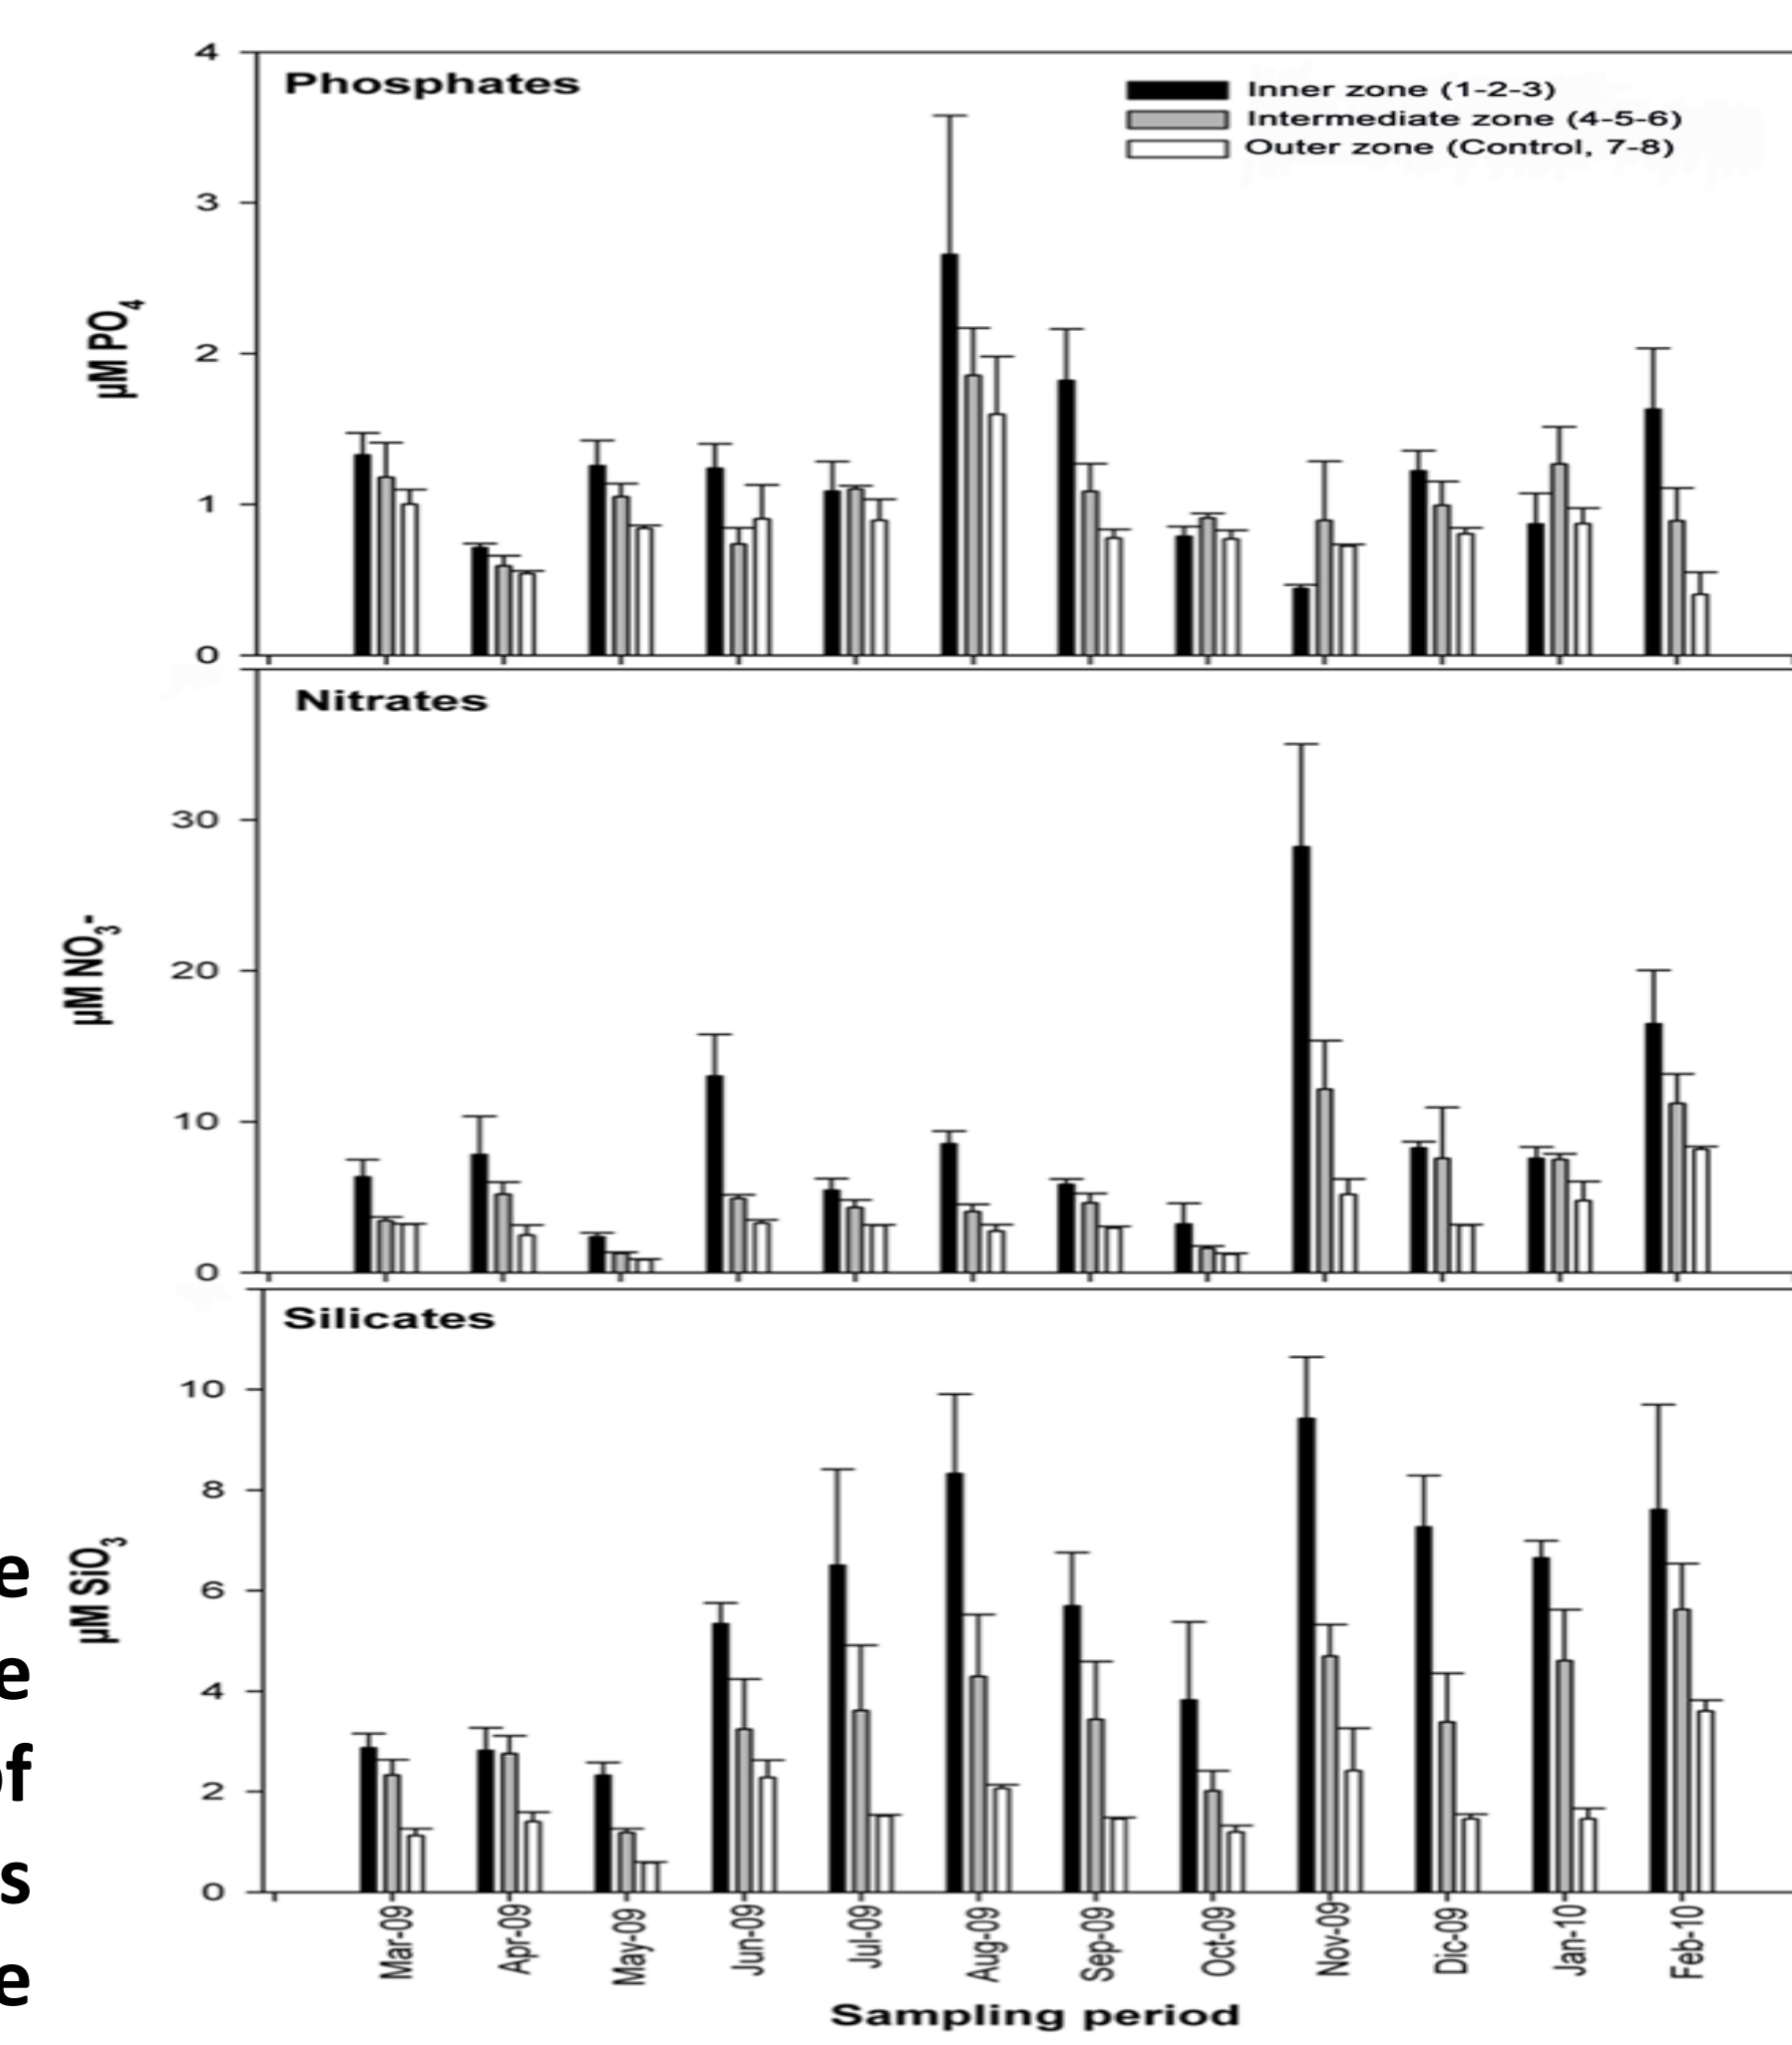 4
Phosphates
Inner zone (1-2-3)
Intermediate zone (4-5-6)
Outer zone (Control, 7-8)
3
2
1
0
µM PO4
Nitrates
30
20
10
0
µM NO3-
Silicates
10
8
6
4
2
0
µM SiO3
e
e
of
s
e
Mar-09
Apr-09
May-09
Jun-09
Jul-09
Aug-09
Sep-09
Oct-09
Nov-09
Dic-09
Jan-10
Feb-10
Sampling period